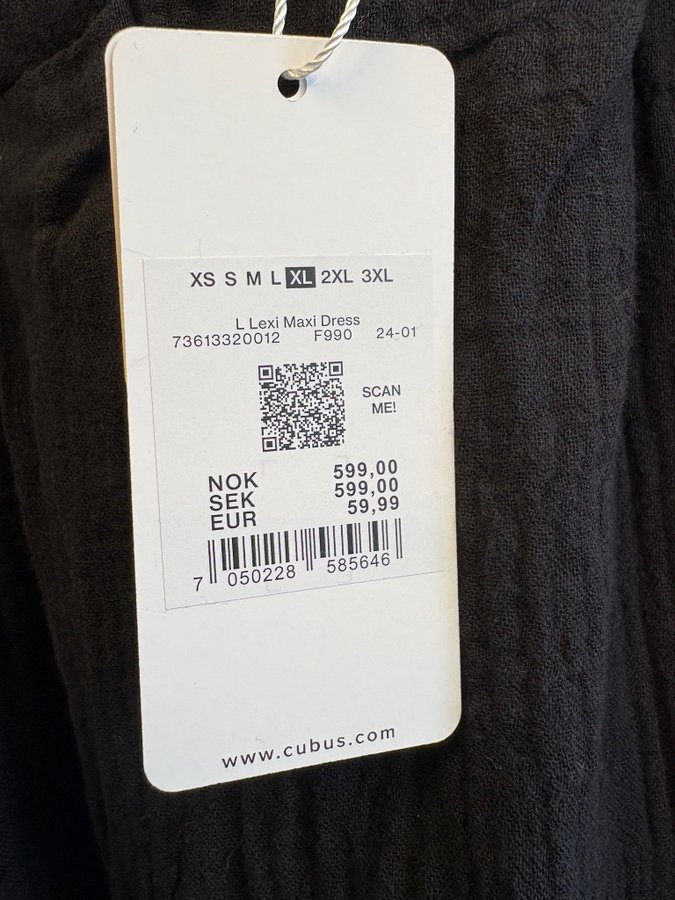 XS S M L XL 2XL 3XL
L Lexi Maxi Dress
73613320012 F990 24-01
SCAN
ME!
NOK 599,00
SEK 599,00
EUR 59,99
7 050228 585646
www.cubus.com